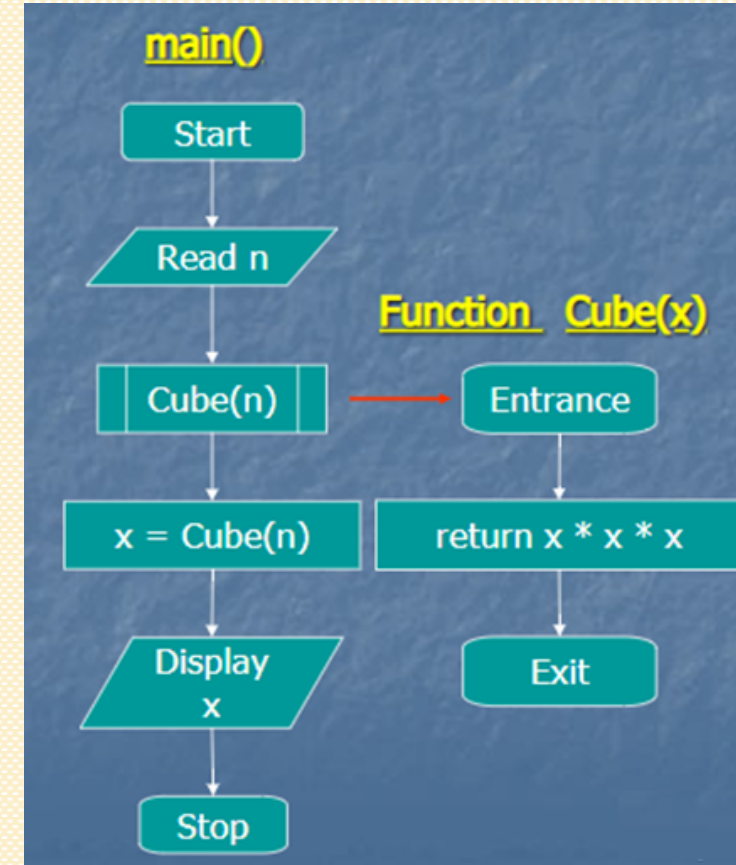 main()
Start
Read n
Cube(n)
x = Cube(n)
Display
x
Stop
Function Cube(x)
Entrance
return x * x * x
Exit